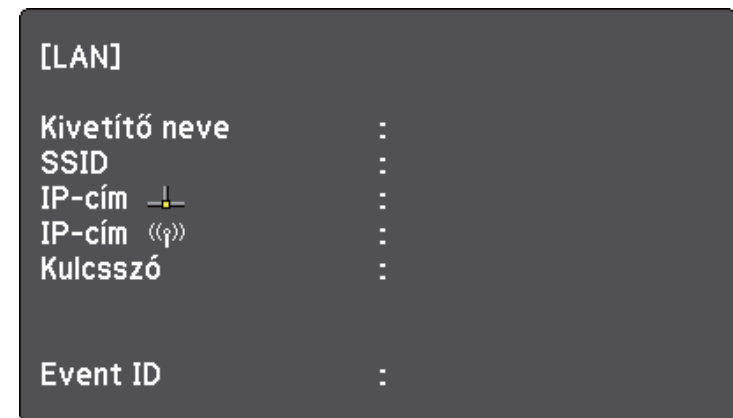 [LAN]
Kivetítő neve :
SSID :
IP-cím :
IP-cím :
Kulcsszó :
Event ID :